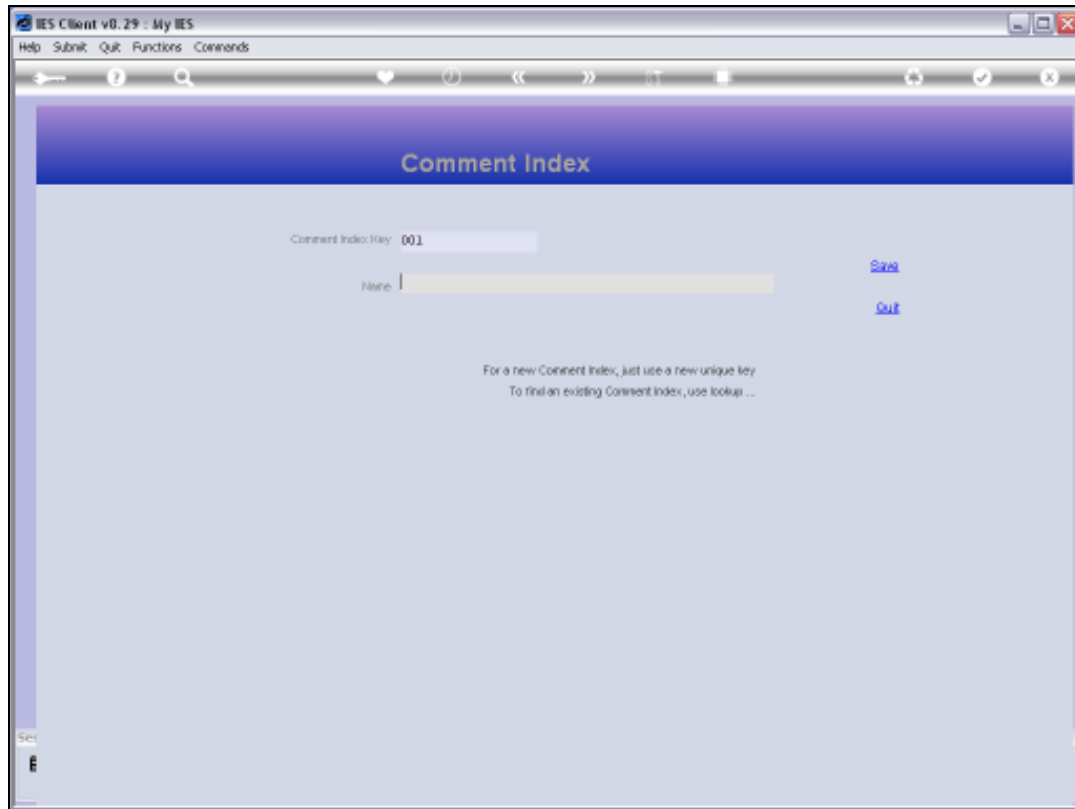 IES Client v8.29 : My IES
Help Submit Quit Functions Commands
Comment Index
Comment Index Key 001
Name
Save
Quit
For a new Comment Index, just use a new unique key
To find an existing Comment Index, use lookup ...